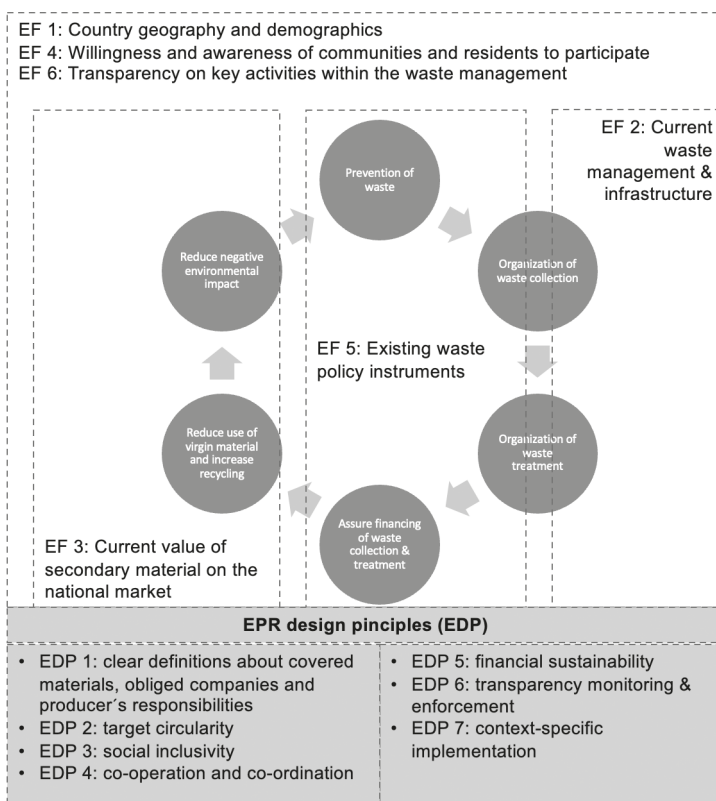 EF 1: Country geography and demographics
EF 4: Willingness and awareness of communities and residents to participate
EF 6: Transparency on key activities within the waste management
EF 2: Current
waste
management &
infrastructure
Prevention of
waste
Organization of
waste collection
Organization of
waste
treatment
Assure financing
of waste
collection &
treatment
Reduce use of
virgin material
and increase
recycling
Reduce negative
environmental
impact
EF 5: Existing waste
policy instruments
EF 3: Current value of
secondary material on the
national market
EPR design pinciples (EDP)
• EDP 1: clear definitions about covered
materials, obliged companies and
producer´s responsibilities
• EDP 2: target circularity
• EDP 3: social inclusivity
• EDP 4: co-operation and co-ordination
• EDP 5: financial sustainability
• EDP 6: transparency monitoring &
enforcement
• EDP 7: context-specific
implementation